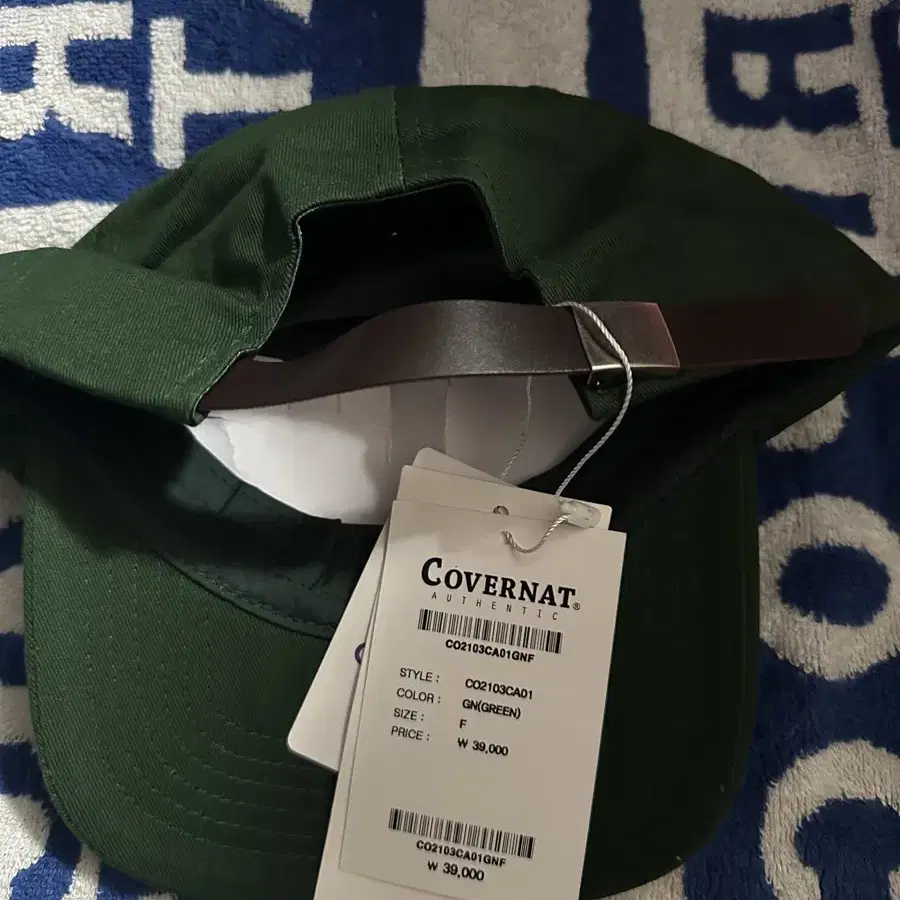 COVERNAT®
AUTHENTIC
CO2103CA01GNF
STYLE : CO2103CA01
COLOR : GN(GREEN)
SIZE : F
PRICE : ₩ 39,000
CO2103CA01GNF
₩ 39,000